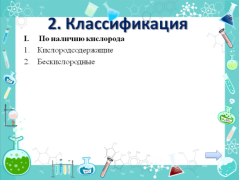 2. Классификация
I. По наличию кислорода
1. Кислородсодержащие
2. Бескислородные